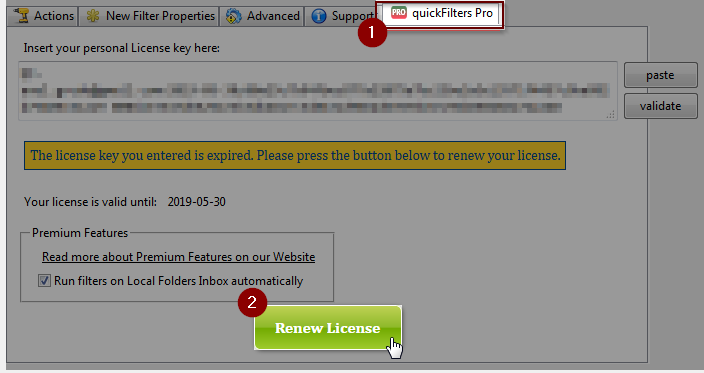 Actions New Filter Properties Advanced Support PRO quickFilters Pro
1
Insert your personal License key here:
paste
validate
The license key you entered is expired. Please press the button below to renew your license.
Your license is valid until: 2019-05-30
Premium Features
Read more about Premium Features on our Website
Run filters on Local Folders Inbox automatically
2
Renew License